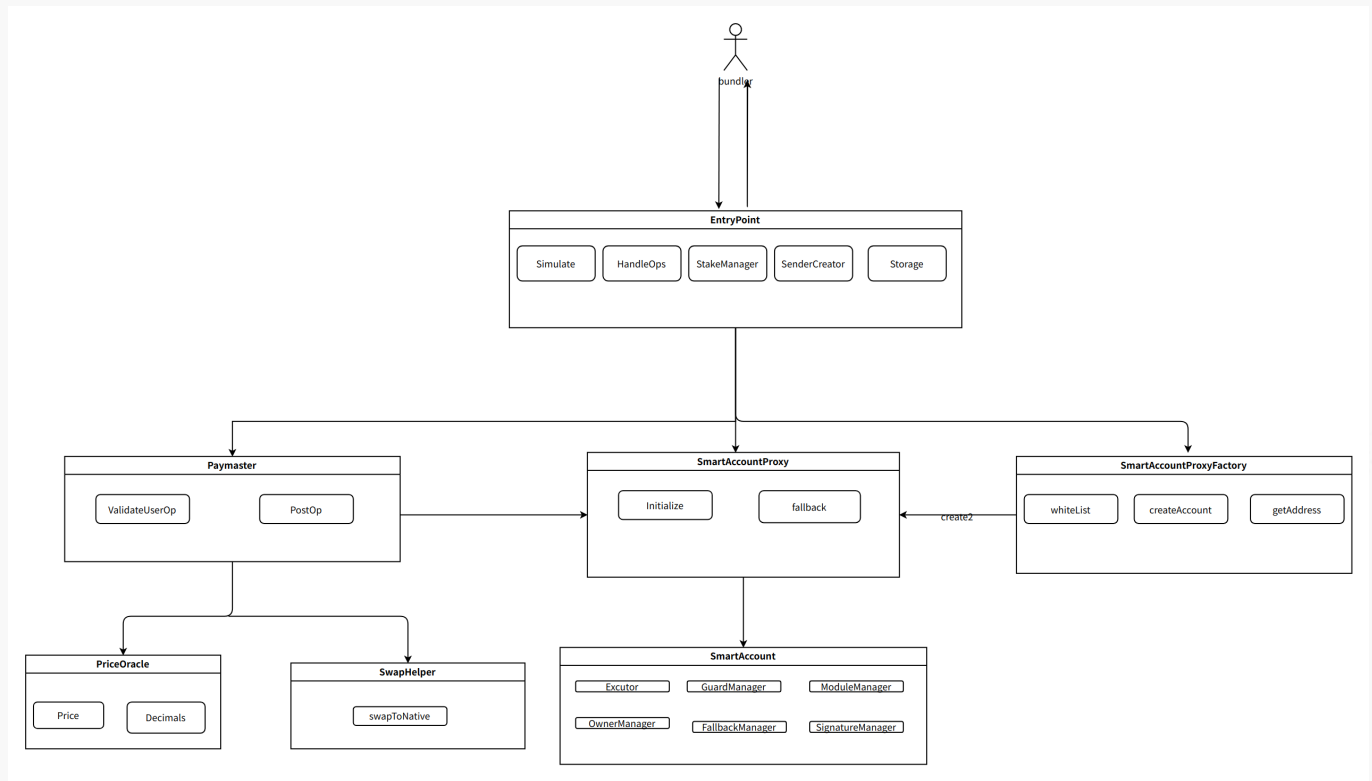 bundler
EntryPoint
Simulate
HandleOps
StakeManager
SenderCreator
Storage
Paymaster
ValidateUserOp
PostOp
SmartAccountProxy
Initialize
fallback
create2
SmartAccountProxyFactory
whiteList
createAccount
getAddress
PriceOracle
Price
Decimals
SwapHelper
swapToNative
SmartAccount
Excutor
GuardManager
ModuleManager
OwnerManager
FallbackManager
SignatureManager